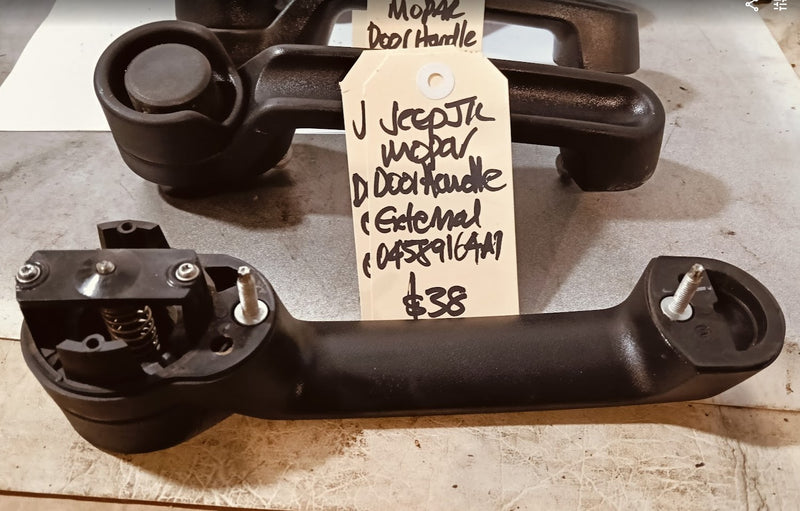 Mopar
Door Handle
J Jeep JK
mopar
D Door Handle
( External
( 04589164A1
$38